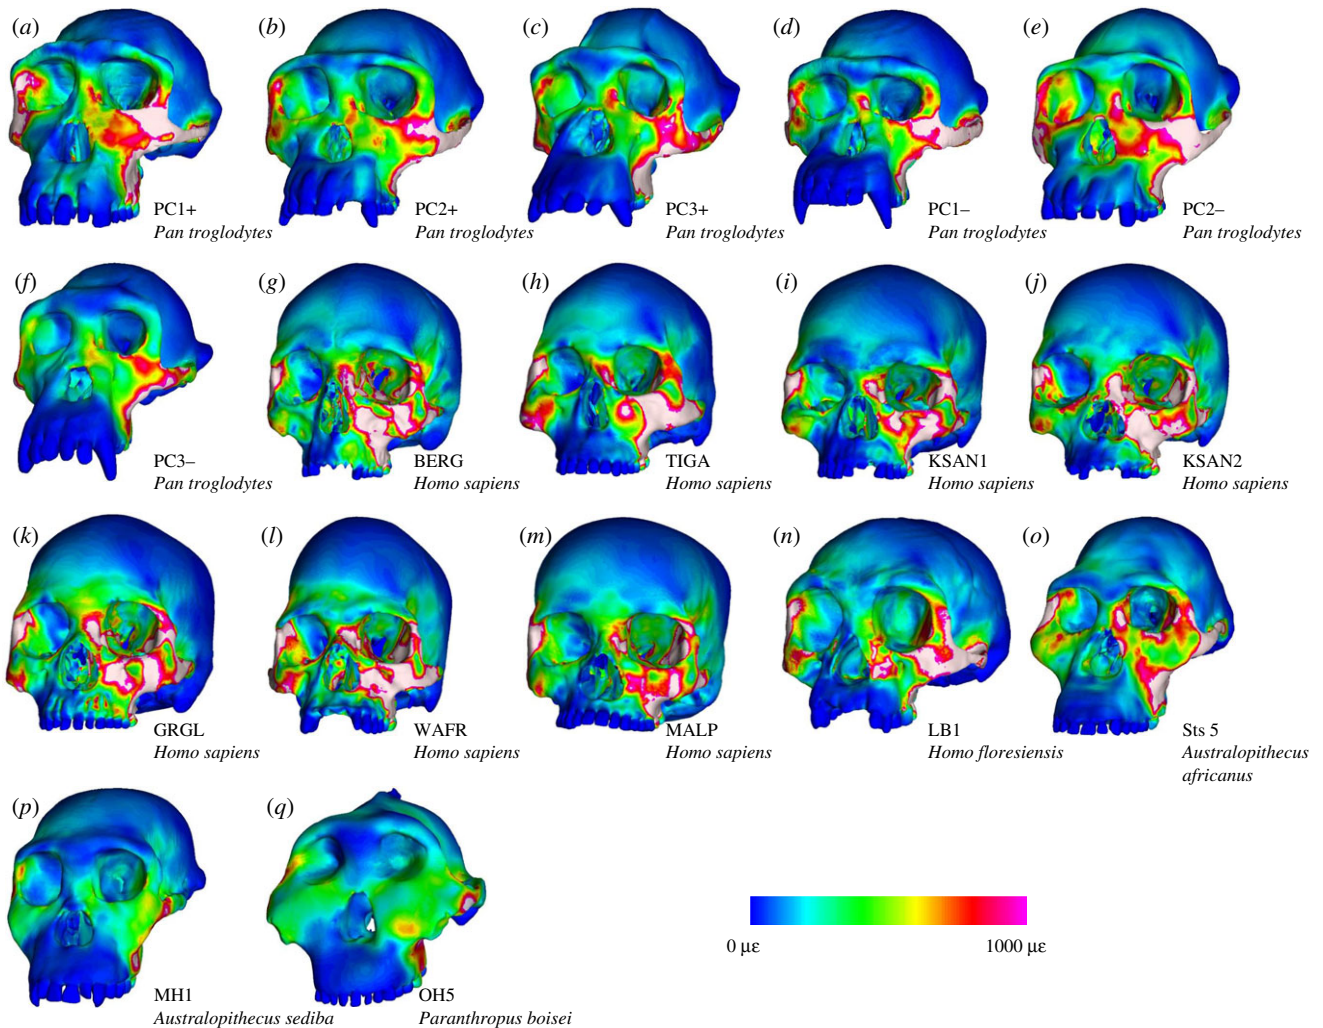 (a) (b) (c) (d) (e)
PC1+ PC2+ PC3+ PC1– PC2–
Pan troglodytes Pan troglodytes Pan troglodytes Pan troglodytes Pan troglodytes
(f) (g) (h) (i) (j)
PC3– BERG TIGA KSAN1 KSAN2
Pan troglodytes Homo sapiens Homo sapiens Homo sapiens Homo sapiens
(k) (l) (m) (n) (o)
GRGL WAFR MALP LB1 Sts 5
Homo sapiens Homo sapiens Homo sapiens Homo floresiensis Australopithecus
africanus
(p) (q)
0 με 1000 με
MH1 OH5
Australopithecus sediba Paranthropus boisei